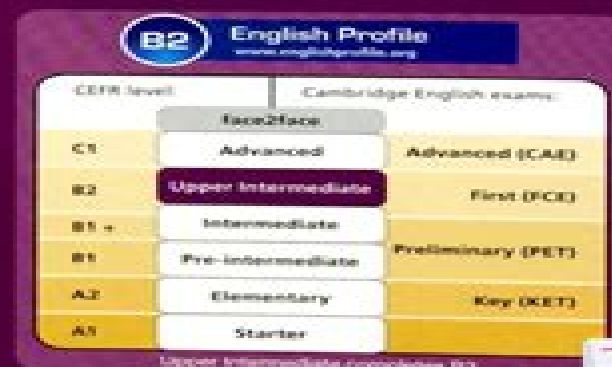 B2 English Profile
www.englishprofile.org
CEFR level: Cambridge English exams:
face2face
C1 Advanced Advanced (CAE)
B2 Upper Intermediate First (FCE)
B1 + Intermediate
B1 Pre-intermediate Preliminary (PET)
A2 Elementary Key (KET)
A1 Starter
Upper Intermediate completes B2